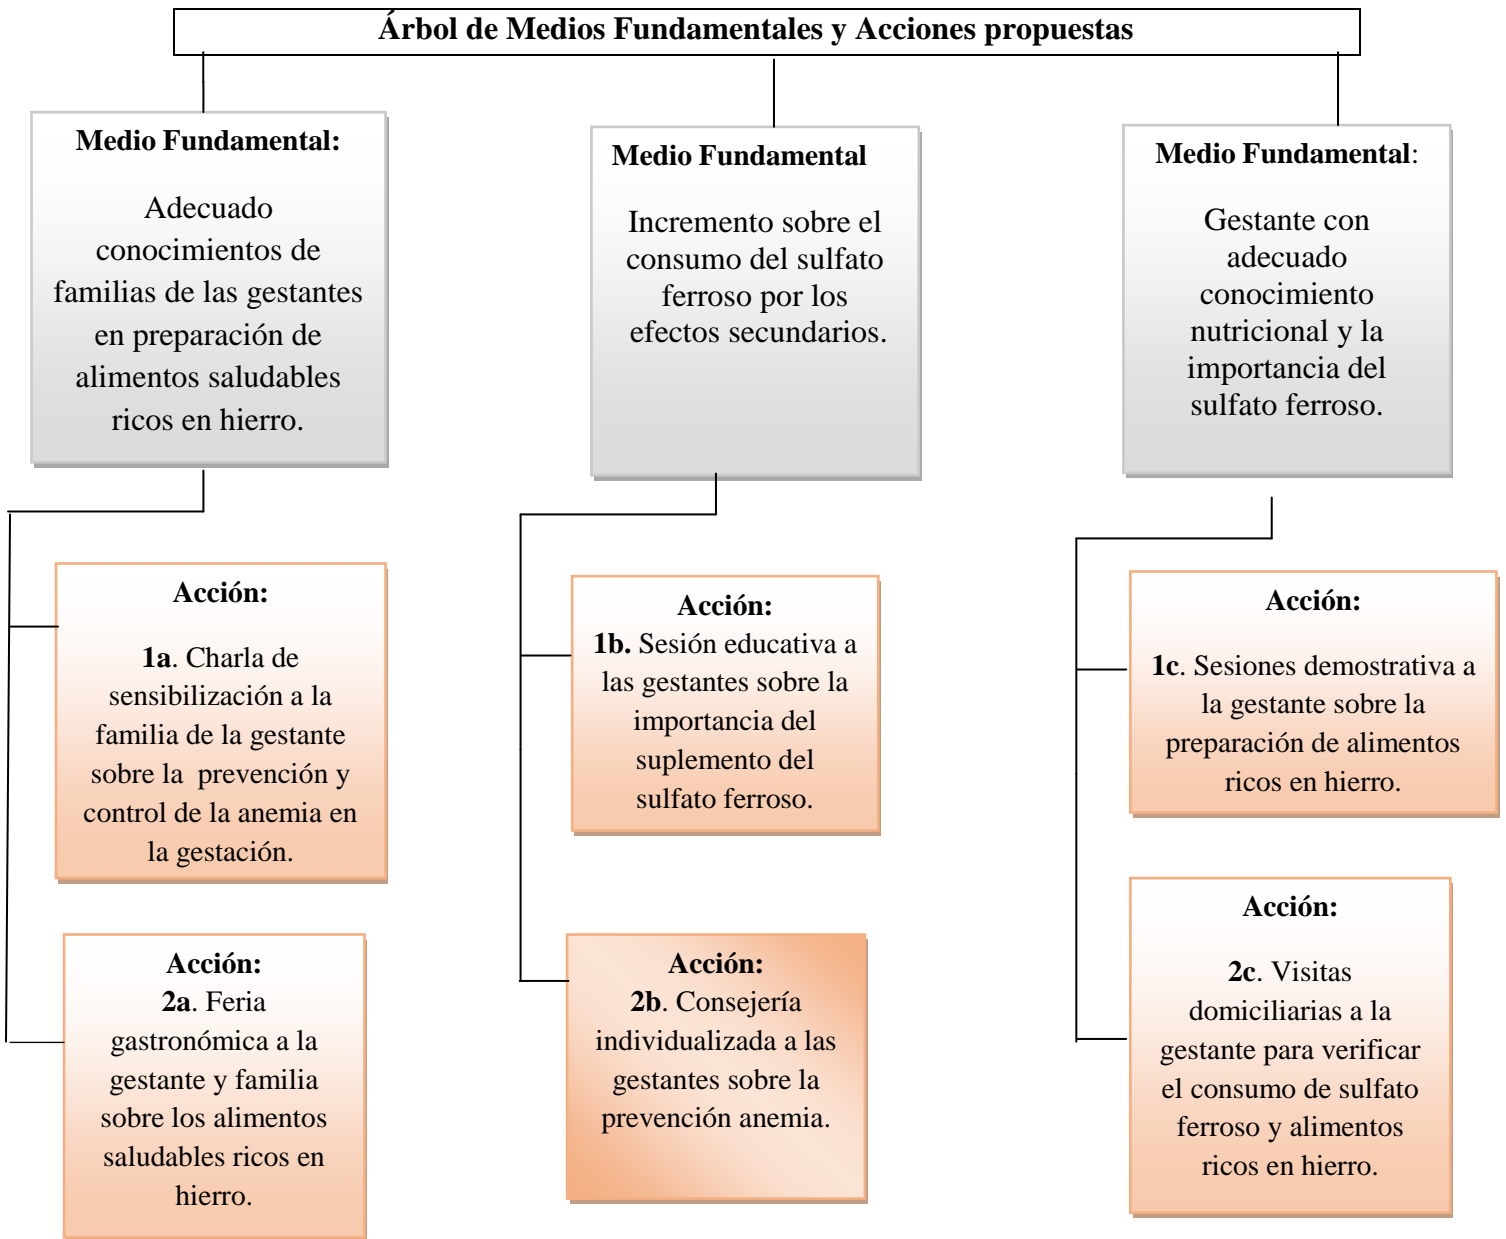 Árbol de Medios Fundamentales y Acciones propuestas
Medio Fundamental:
Adecuado
conocimientos de
familias de las gestantes
en preparación de
alimentos saludables
ricos en hierro.
Medio Fundamental
Incremento sobre el
consumo del sulfato
ferroso por los
efectos secundarios.
Medio Fundamental:
Gestante con
adecuado
conocimiento
nutricional y la
importancia del
sulfato ferroso.
Acción:
1a. Charla de
sensibilización a la
familia de la gestante
sobre la prevención y
control de la anemia en
la gestación.
Acción:
1b. Sesión educativa a
las gestantes sobre la
importancia del
suplemento del
sulfato ferroso.
Acción:
1c. Sesiones demostrativa a
la gestante sobre la
preparación de alimentos
ricos en hierro.
Acción:
2a. Feria
gastronómica a la
gestante y familia
sobre los alimentos
saludables ricos en
hierro.
Acción:
2b. Consejería
individualizada a las
gestantes sobre la
prevención anemia.
Acción:
2c. Visitas
domiciliarias a la
gestante para verificar
el consumo de sulfato
ferroso y alimentos
ricos en hierro.